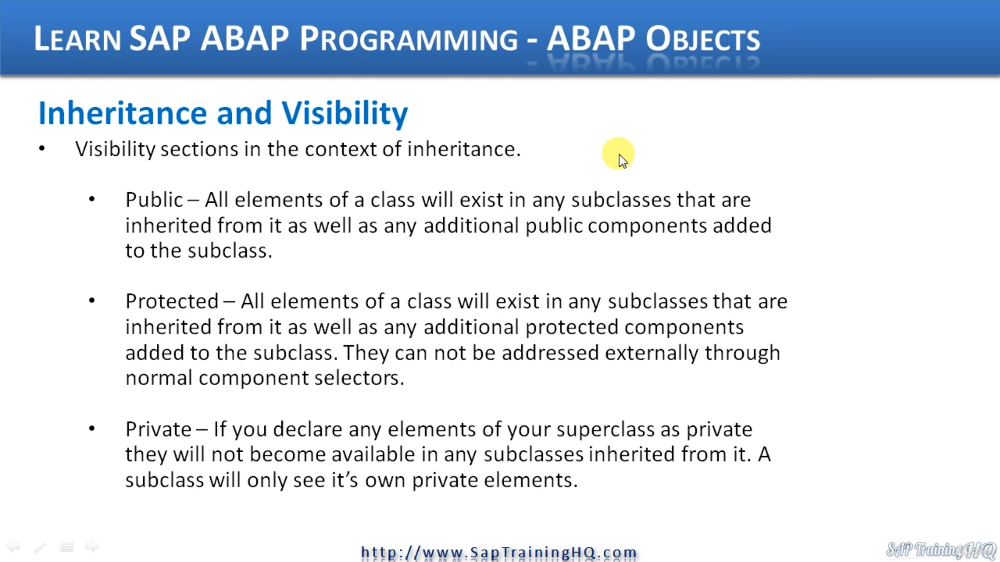 LEARN SAP ABAP PROGRAMMING - ABAP OBJECTS
Inheritance and Visibility
• Visibility sections in the context of inheritance.
• Public – All elements of a class will exist in any subclasses that are
inherited from it as well as any additional public components added
to the subclass.
• Protected – All elements of a class will exist in any subclasses that are
inherited from it as well as any additional protected components
added to the subclass. They can not be addressed externally through
normal component selectors.
• Private – If you declare any elements of your superclass as private
they will not become available in any subclasses inherited from it. A
subclass will only see it’s own private elements.
http://www.SapTrainingHQ.com
SAP Training HQ